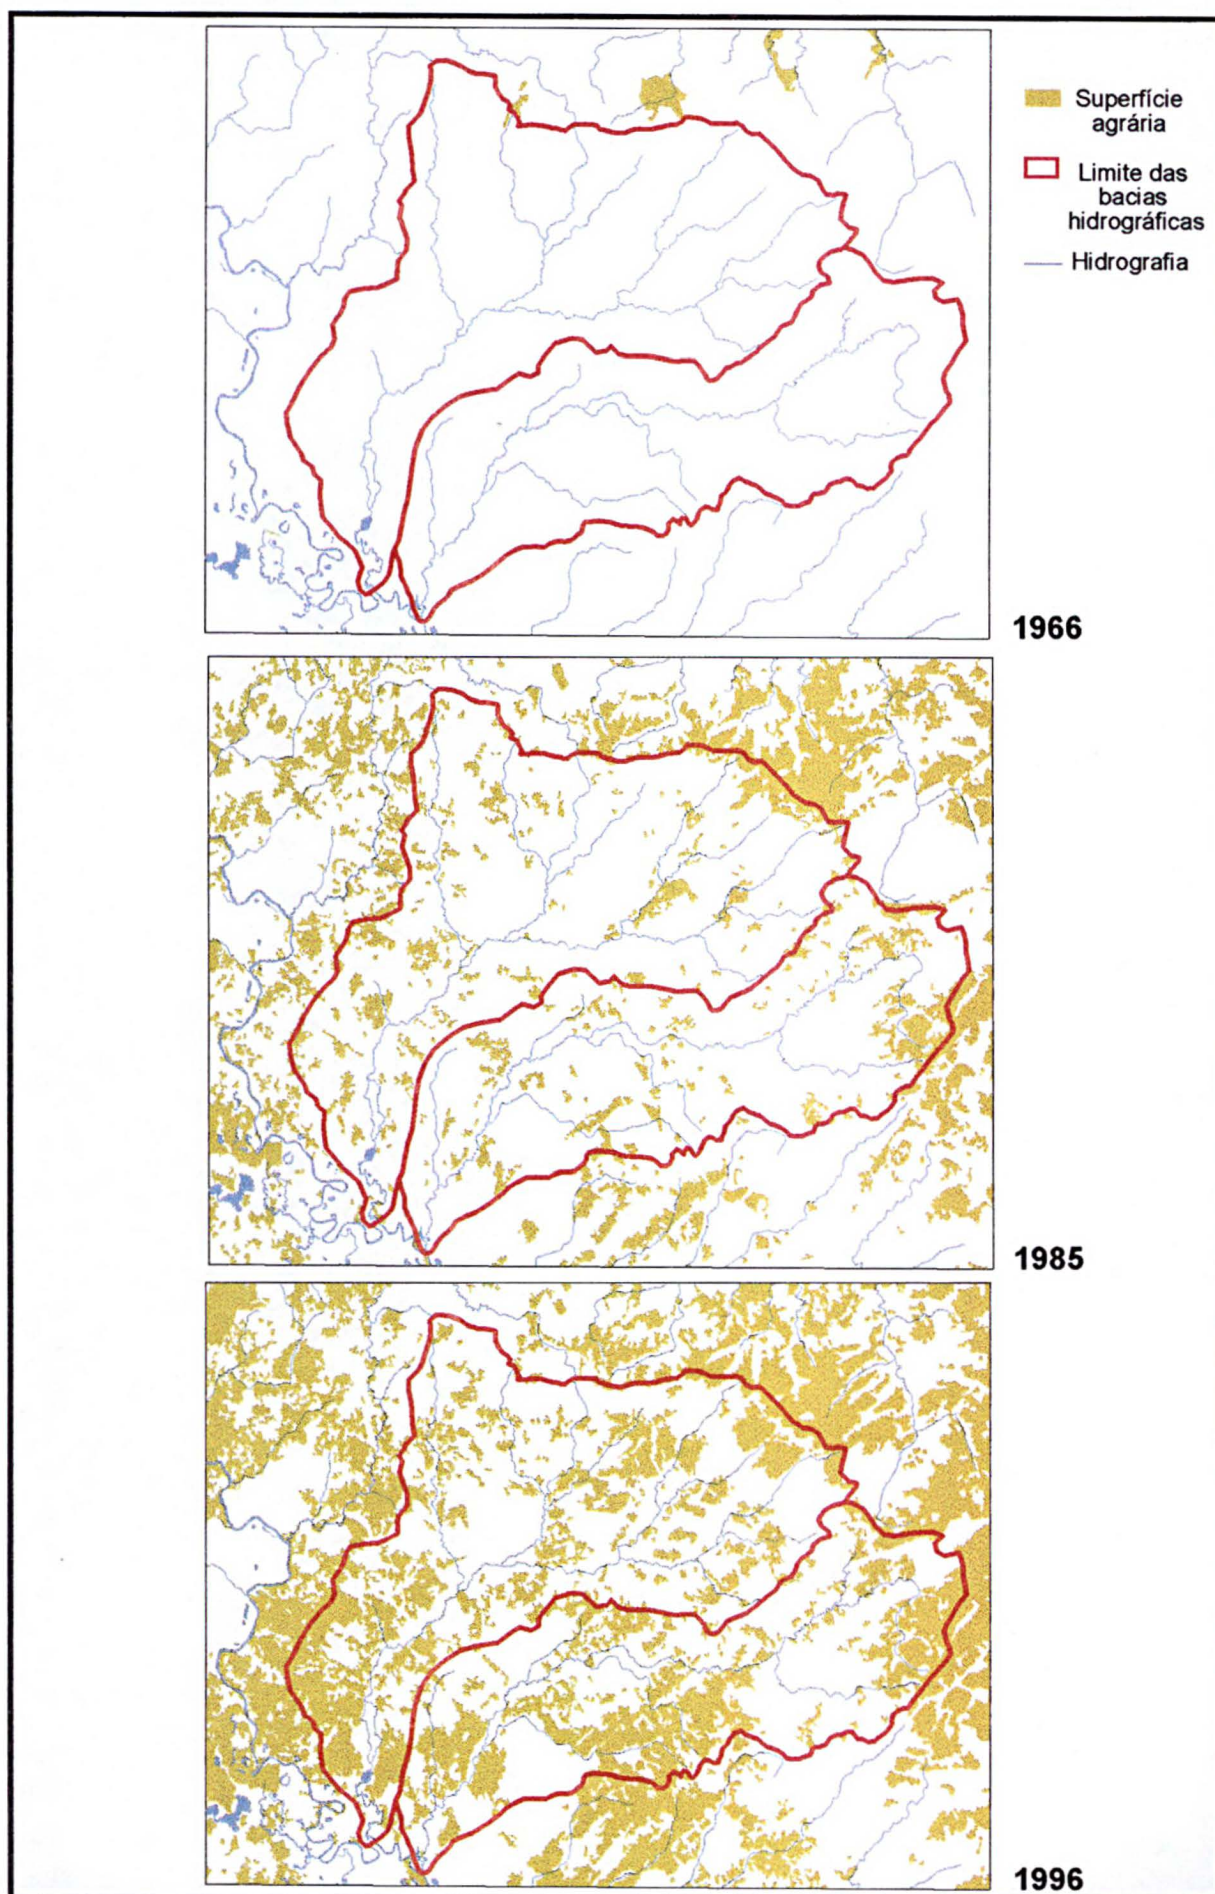 Superfície
agrária
Limite das
bacias
hidrográficas
Hidrografia
1966
1985
1996